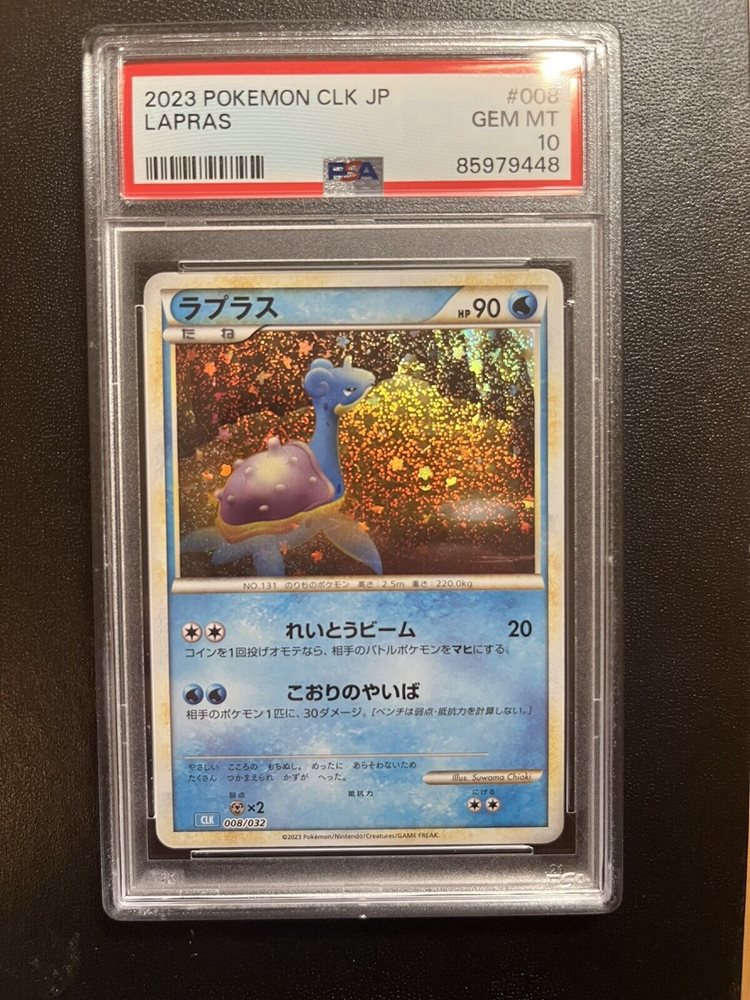 2023 POKEMON CLK JP
#008
LAPRAS
GEM MT
10
PSA
85979448
ラプラス
HP 90
たね
NO.131 のりものポケモン 高さ:2.5m 重さ:220.0kg
れいとうビーム 20
コインを1回投げオモテなら、相手のバトルポケモンをマヒにする。
こおりのやいば
相手のポケモン1匹に、30ダメージ。[ベンチは弱点・抵抗力を計算しない。]
やさしい こころの もちぬし。めったに あらそわないため
たくさん つかまえられ かずが へった。
Illus. Suwama Chiaki
弱点 抵抗力 にげる
×2
CLK 008/032
©2023 Pokémon/Nintendo/Creatures/GAME FREAK.